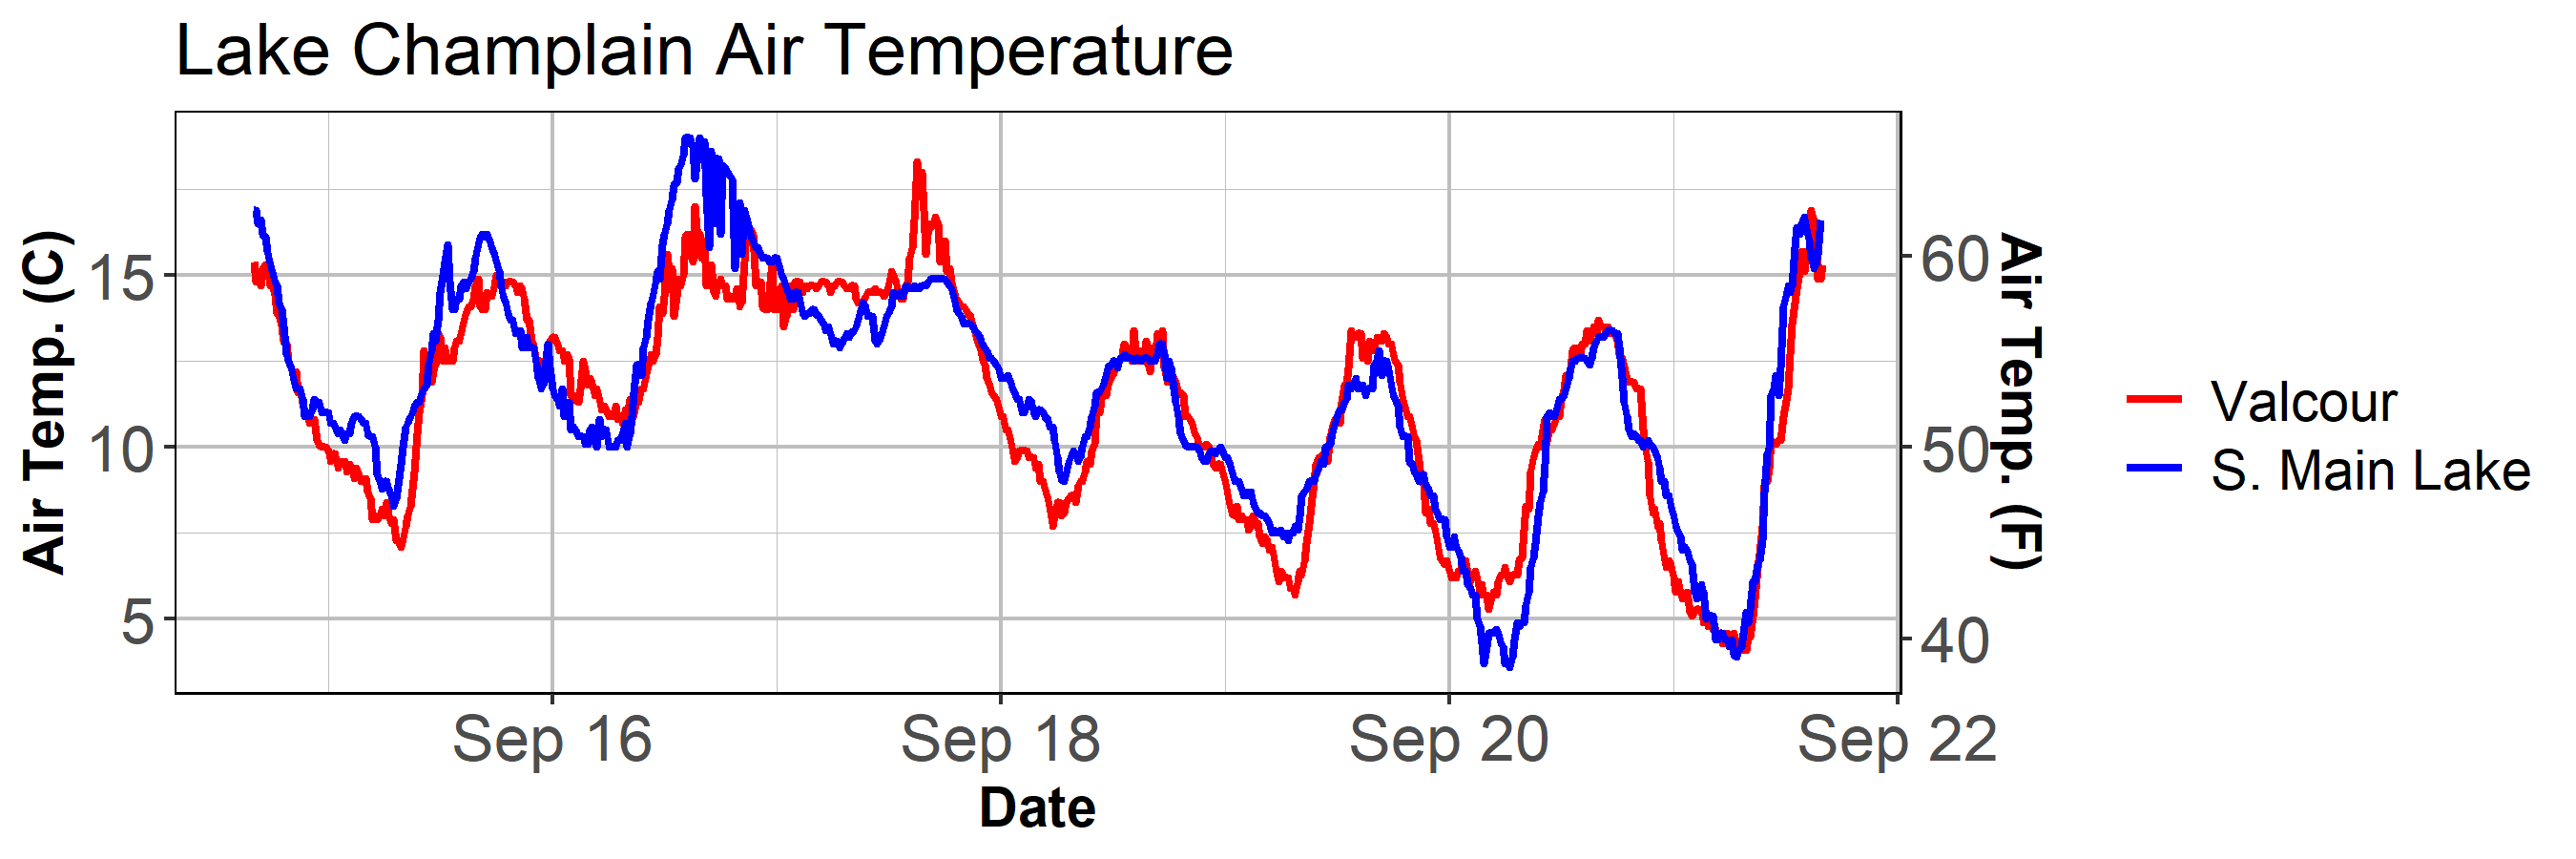 Lake Champlain Air Temperature
Air Temp. (C)
15
10
5
60
50
40
Air Temp. (F)
Sep 16
Sep 18
Sep 20
Sep 22
Date
Valcour
S. Main Lake